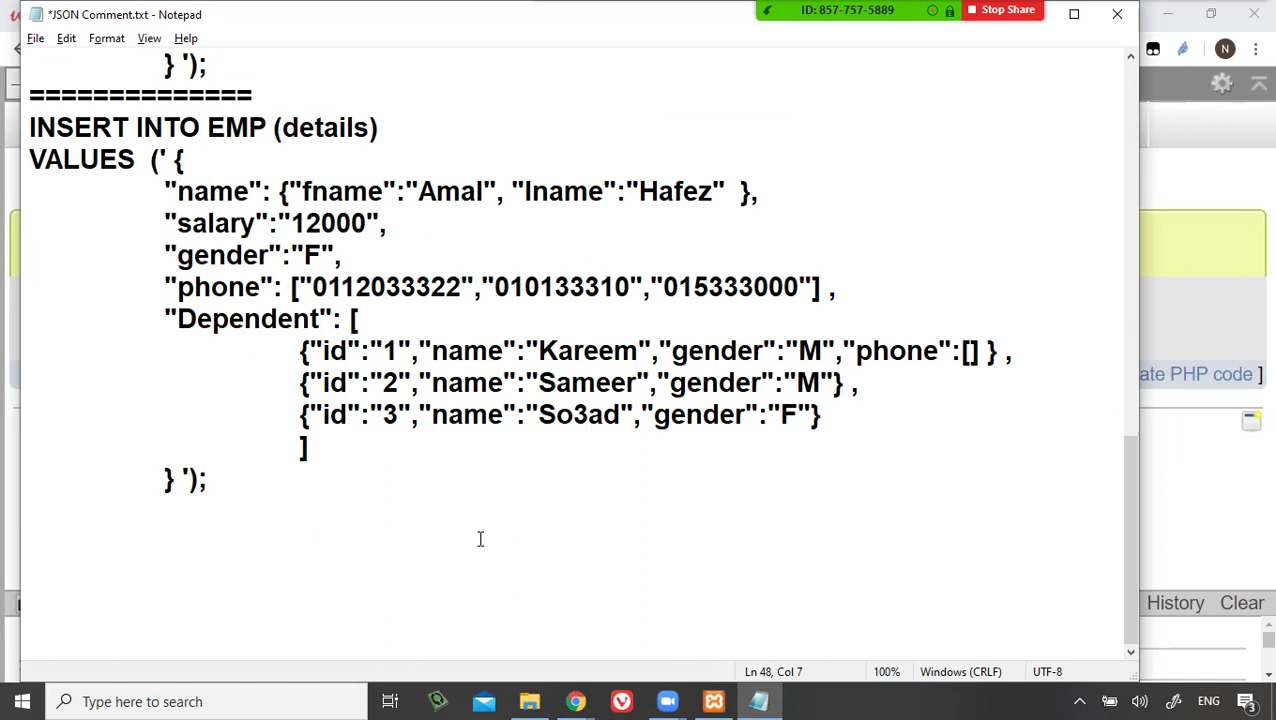 *JSON Comment.txt - Notepad
ID: 857-757-5889
Stop Share
File Edit Format View Help
N
} ');
==============
INSERT INTO EMP (details)
VALUES (' {
"name": {"fname":"Amal", "lname":"Hafez" },
"salary":"12000",
"gender":"F",
"phone": ["0112033322","010133310","015333000"] ,
"Dependent": [
{"id":"1","name":"Kareem","gender":"M","phone":[] } ,
ate PHP code ]
{"id":"2","name":"Sameer","gender":"M"} ,
{"id":"3","name":"So3ad","gender":"F"}
]
} ');
History Clear
Ln 48, Col 7 100% Windows (CRLF) UTF-8
Type here to search
ENG
3